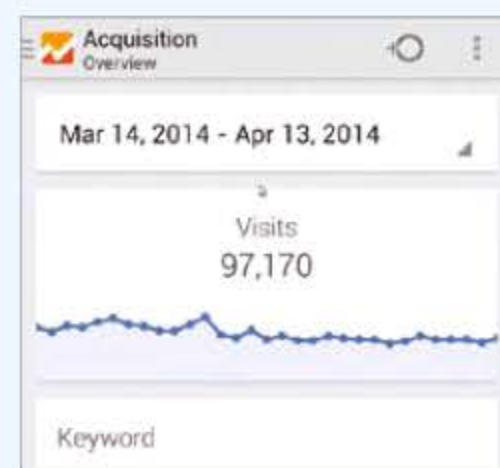 Acquisition
Overview
Mar 14, 2014 - Apr 13, 2014
Visits
97,170
Keyword